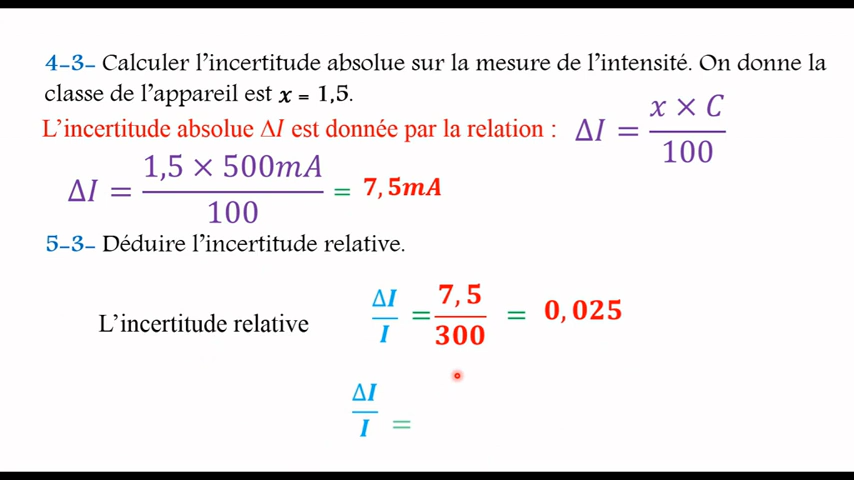 4-3- Calculer l'incertitude absolue sur la mesure de l'intensité. On donne la
classe de l'appareil est x = 1,5.
L'incertitude absolue ΔI est donnée par la relation : ΔI = x × C / 100
ΔI = 1,5 × 500mA / 100 = 7,5mA
5-3- Déduire l'incertitude relative.
L'incertitude relative ΔI / I = 7,5 / 300 = 0,025
ΔI / I =